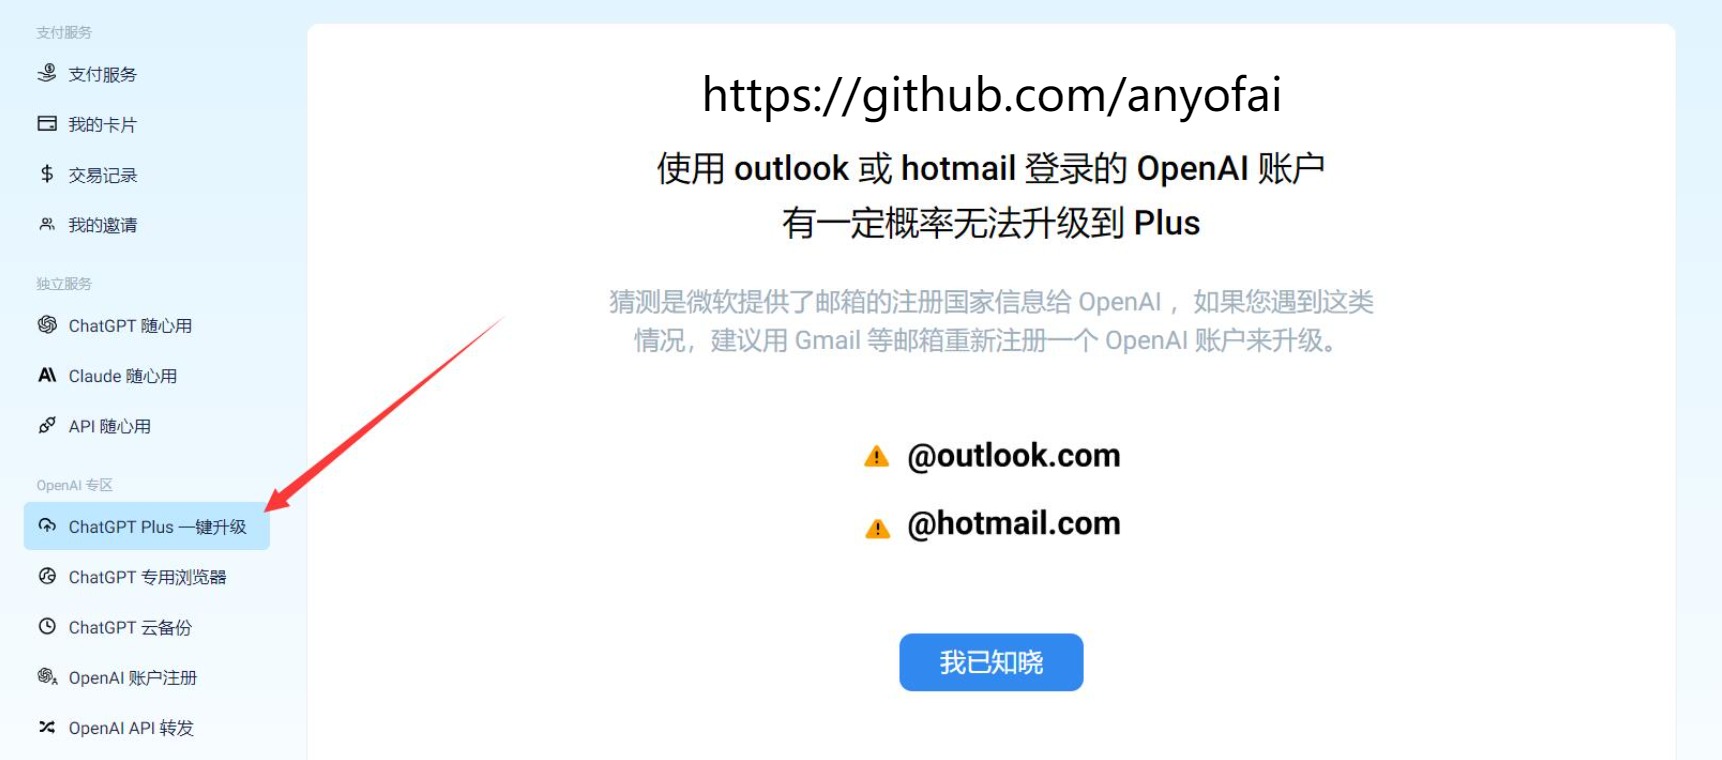 支付服务
支付服务
我的卡片
交易记录
我的邀请
独立服务
ChatGPT 随心用
Claude 随心用
API 随心用
OpenAI 专区
ChatGPT Plus 一键升级
ChatGPT 专用浏览器
ChatGPT 云备份
OpenAI 账户注册
OpenAI API 转发
https://github.com/anyofai
使用 outlook 或 hotmail 登录的 OpenAI 账户
有一定概率无法升级到 Plus
猜测是微软提供了邮箱的注册国家信息给 OpenAI ，如果您遇到这类
情况，建议用 Gmail 等邮箱重新注册一个 OpenAI 账户来升级。
@outlook.com
@hotmail.com
我已知晓